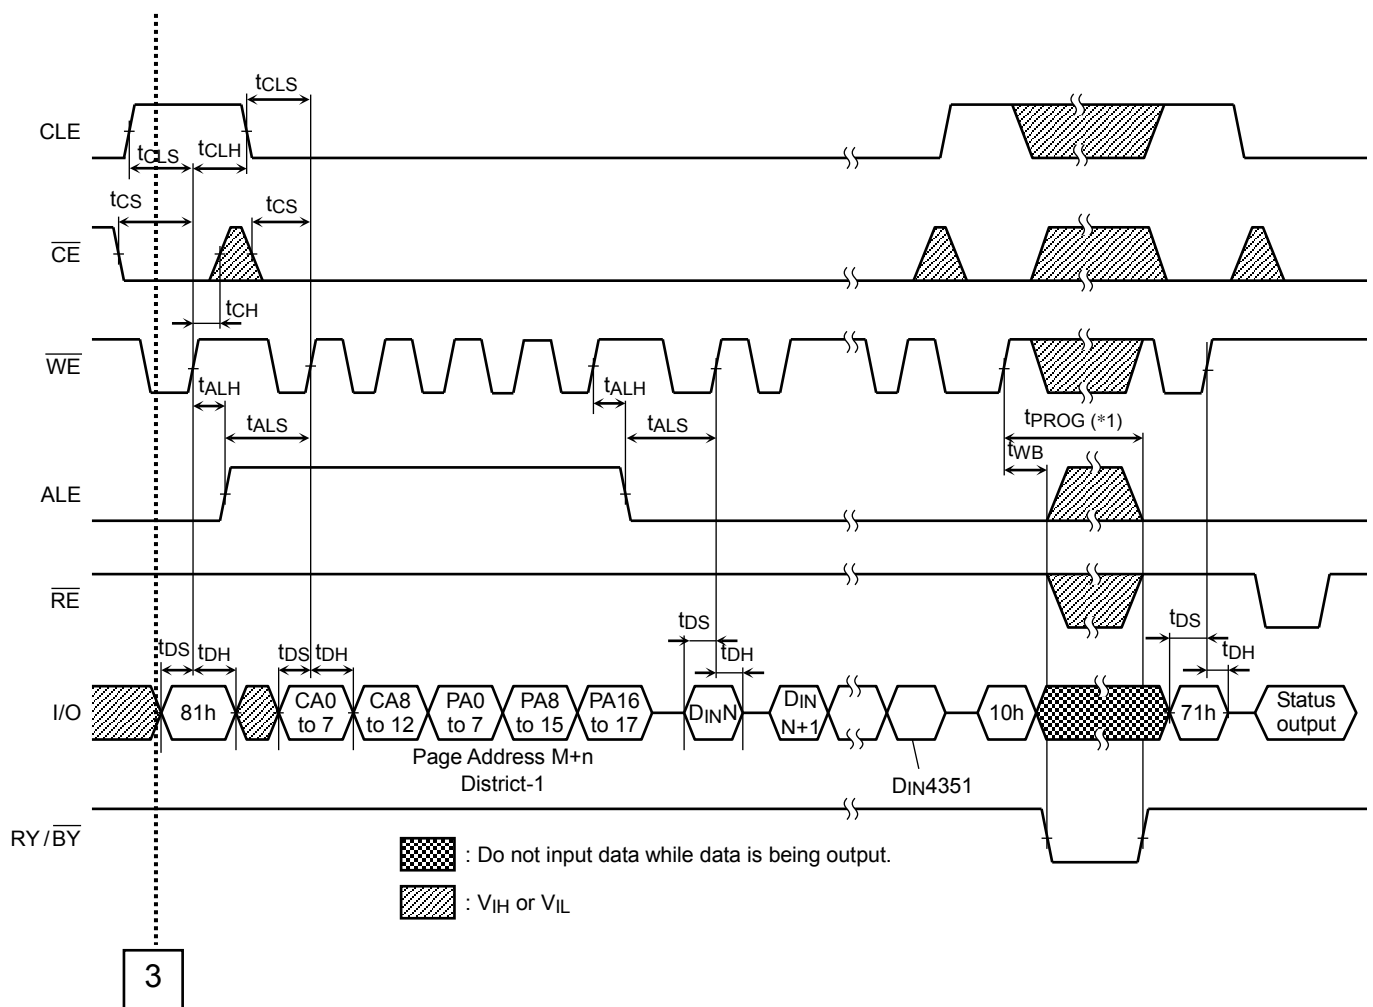 tCLS
CLE
tCLS
tCLH
tCS
tCS
CE
tCH
WE
tALH
tALH
tALS
tALS
tPROG (*1)
tWB
ALE
RE
tDS
tDH
tDS
tDH
tDS
tDH
tDS
tDH
I/O
81h
CA0
to 7
CA8
to 12
PA0
to 7
PA8
to 15
PA16
to 17
DINN
DIN
N+1
10h
71h
Status
output
Page Address M+n
District-1
DIN4351
RY/BY
: Do not input data while data is being output.
: VIH or VIL
3